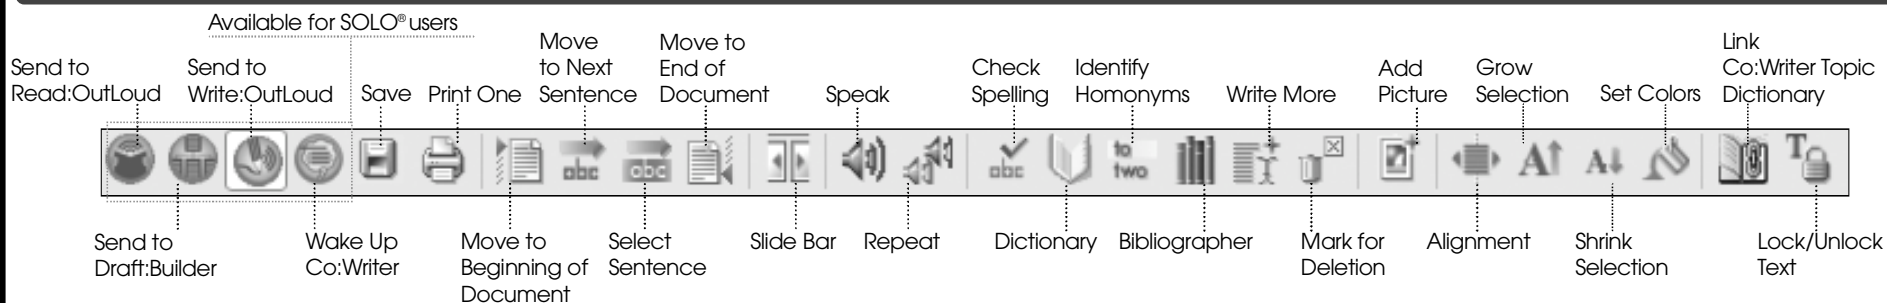 Available for SOLO® users
Send to
Read:OutLoud
Send to
Write:OutLoud
Save
Print One
Move
to Next
Sentence
Move to
End of
Document
Speak
Check
Spelling
Identify
Homonyms
Write More
Add
Picture
Grow
Selection
Set Colors
Link
Co:Writer Topic
Dictionary
abc
abc
abc
to
two
A
A
T
Send to
Draft:Builder
Wake Up
Co:Writer
Move to
Beginning of
Document
Select
Sentence
Slide Bar
Repeat
Dictionary
Bibliographer
Mark for
Deletion
Alignment
Shrink
Selection
Lock/Unlock
Text